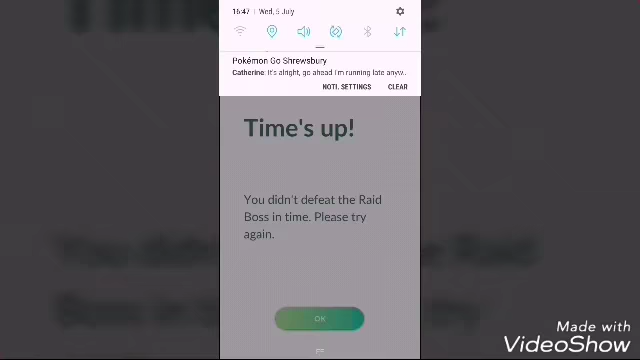 16:47 | Wed, 5 July
Pokémon Go Shrewsbury
Catherine: It's alright, go ahead I'm running late anyw..
NOTI. SETTINGS CLEAR
Time's up!
You didn't defeat the Raid
Boss in time. Please try
again.
OK
Made with
VideoShow